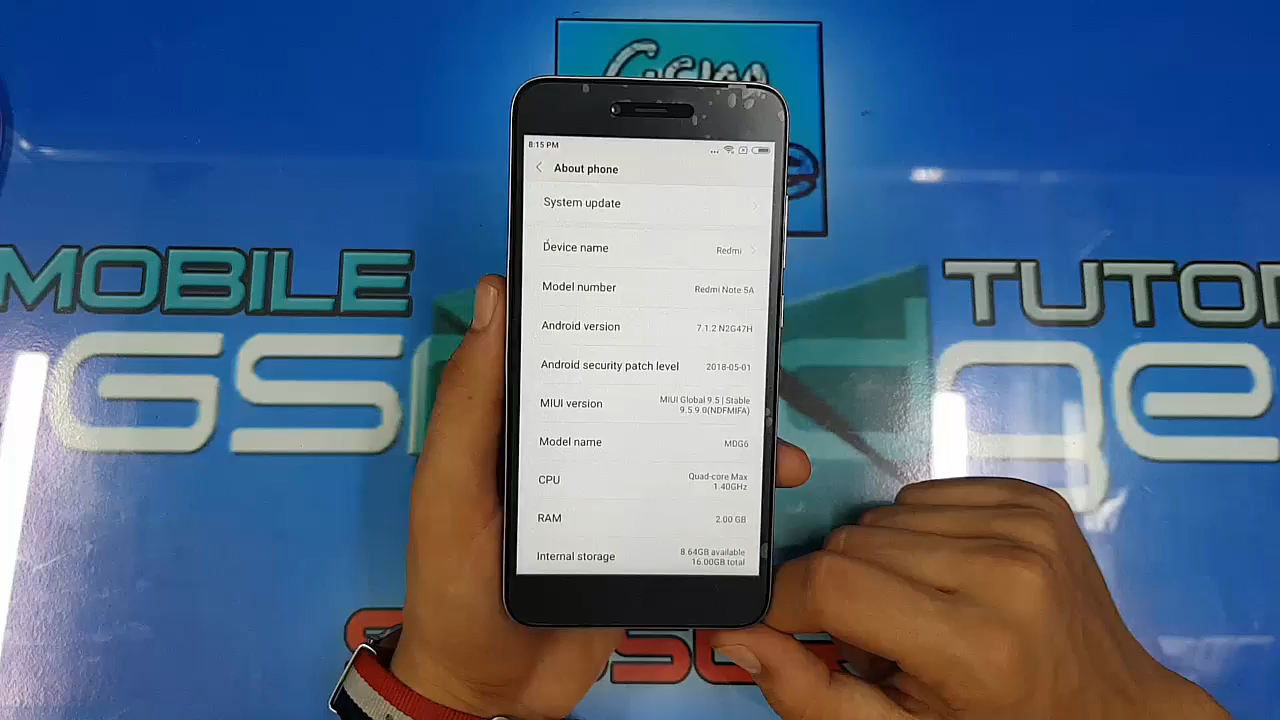 8:15 PM
About phone
System update
Device name Redmi
Model number Redmi Note 5A
Android version 7.1.2 N2G47H
Android security patch level 2018-05-01
MIUI version MIUI Global 9.5 | Stable
9.5.9.0(NDFMIFA)
Model name MDG6
CPU Quad-core Max
1.40GHz
RAM 2.00 GB
Internal storage 8.64GB available
16.00GB total
MOBILE
GSM